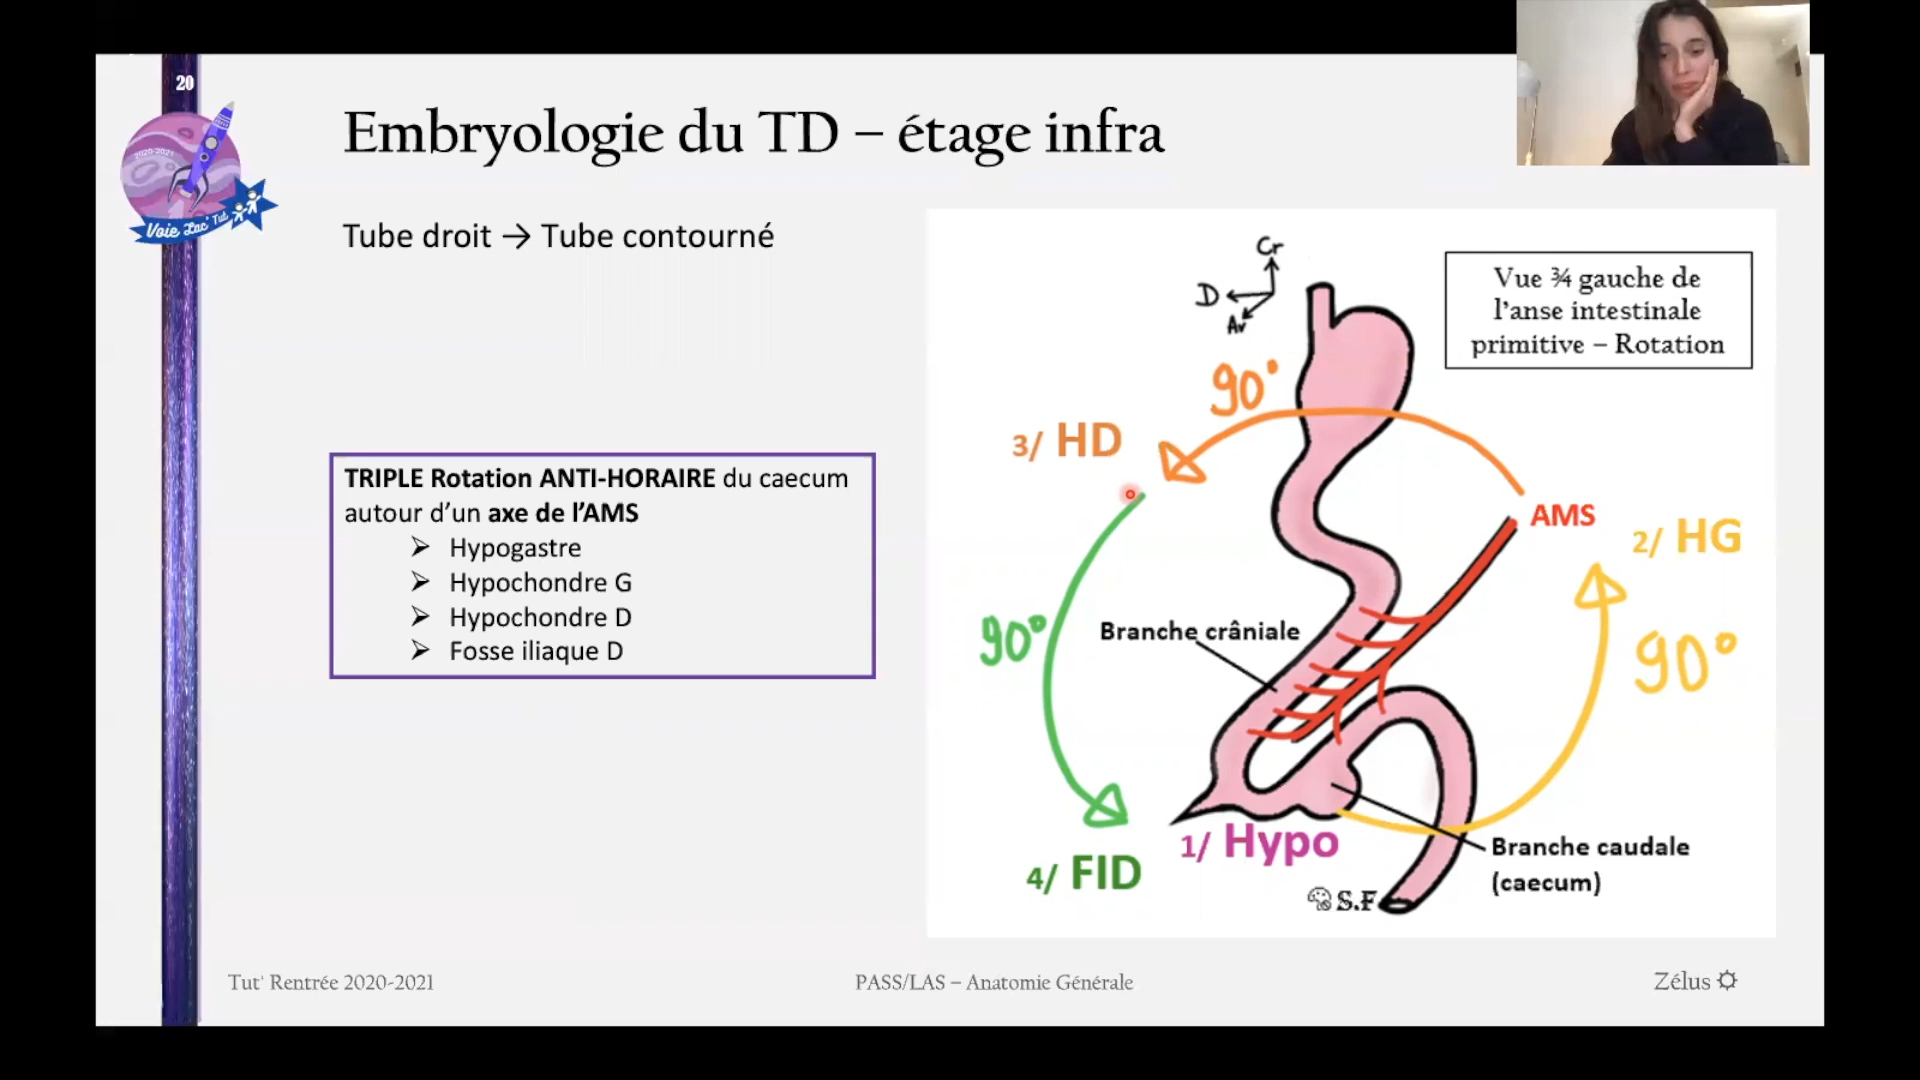 20
2020-2021
Voie Lac' Tut
Embryologie du TD – étage infra
Tube droit → Tube contourné
TRIPLE Rotation ANTI-HORAIRE du caecum
autour d'un axe de l'AMS
➢ Hypogastre
➢ Hypochondre G
➢ Hypochondre D
➢ Fosse iliaque D
Vue ¾ gauche de
l'anse intestinale
primitive – Rotation
Cr
D
Av
90°
3/ HD
AMS
2/ HG
90°
Branche crâniale
90°
1/ Hypo
4/ FID
Branche caudale
(caecum)
S.F
Tut' Rentrée 2020-2021
PASS/LAS – Anatomie Générale
Zélus